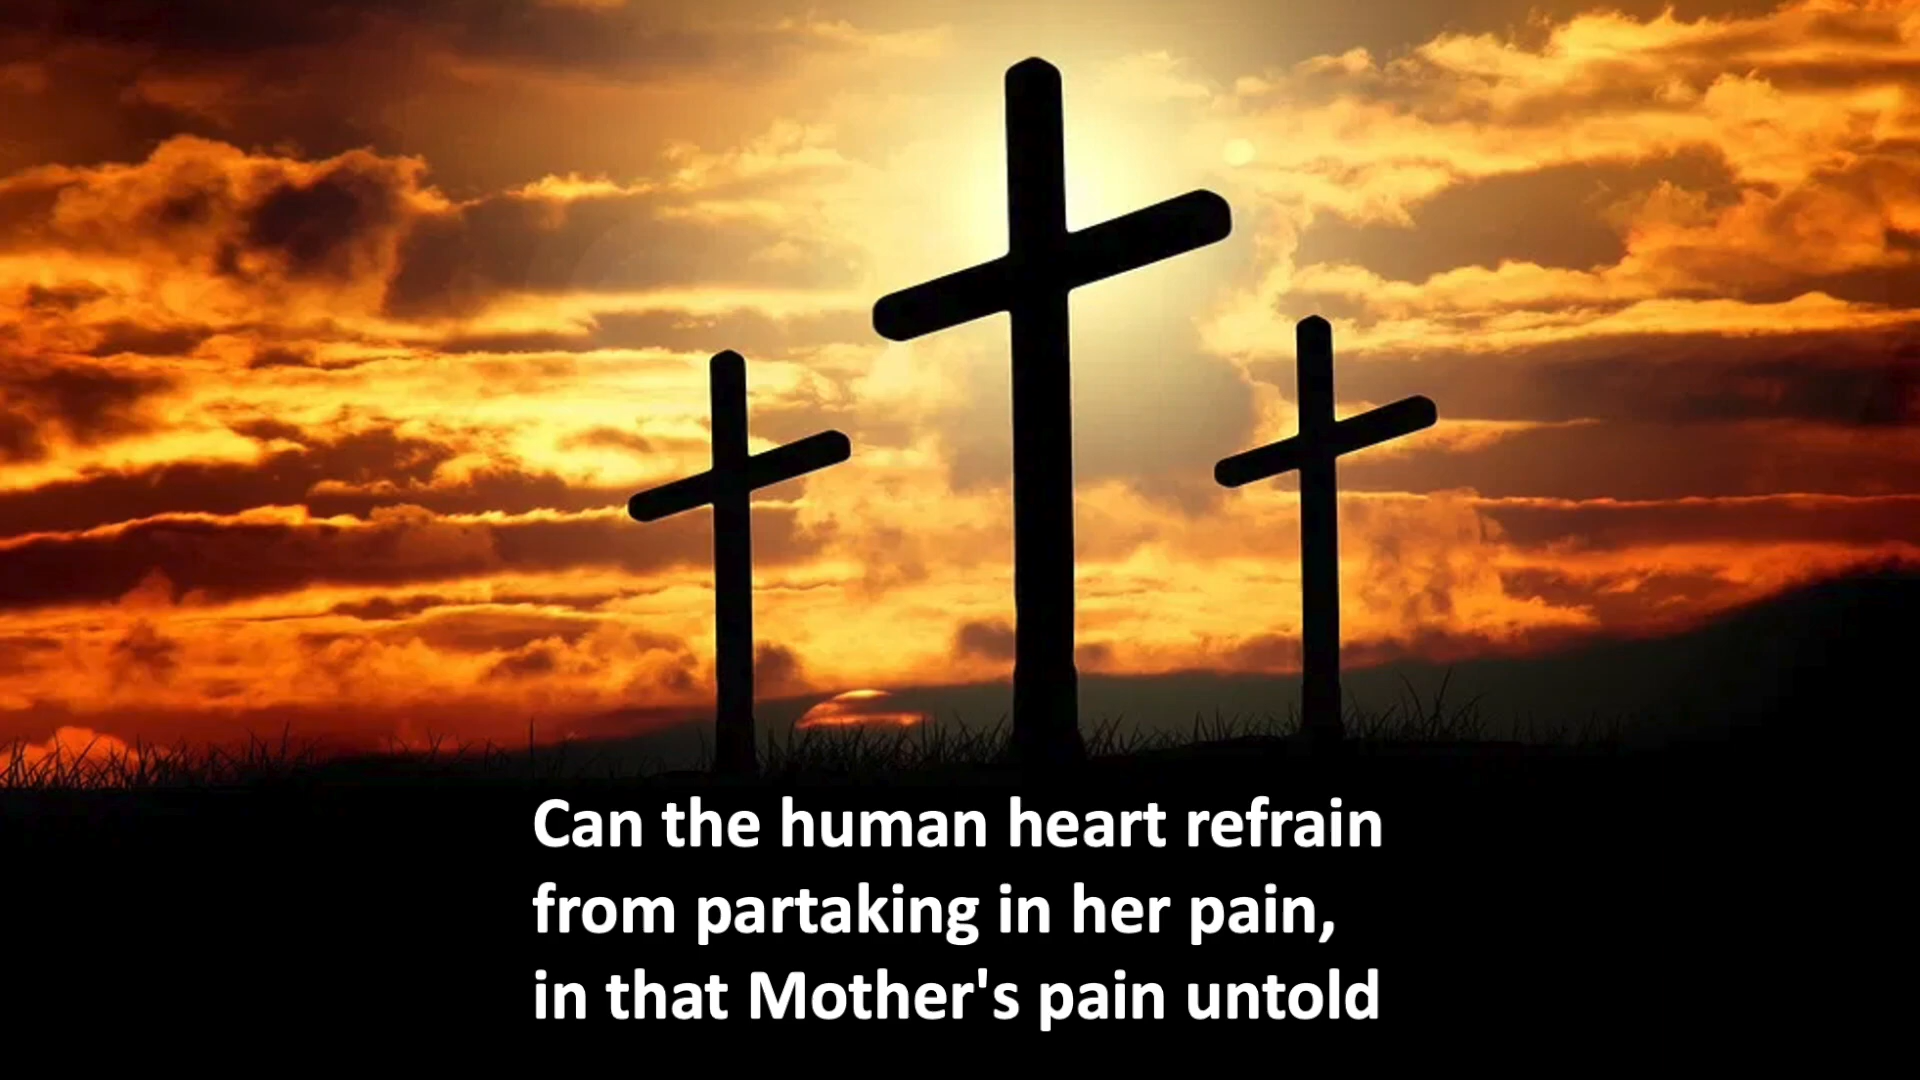 Can the human heart refrain
from partaking in her pain,
in that Mother's pain untold